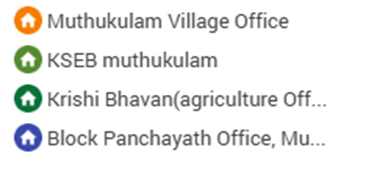 Muthukulam Village Office
KSEB muthukulam
Krishi Bhavan(agriculture Off...
Block Panchayath Office, Mu...